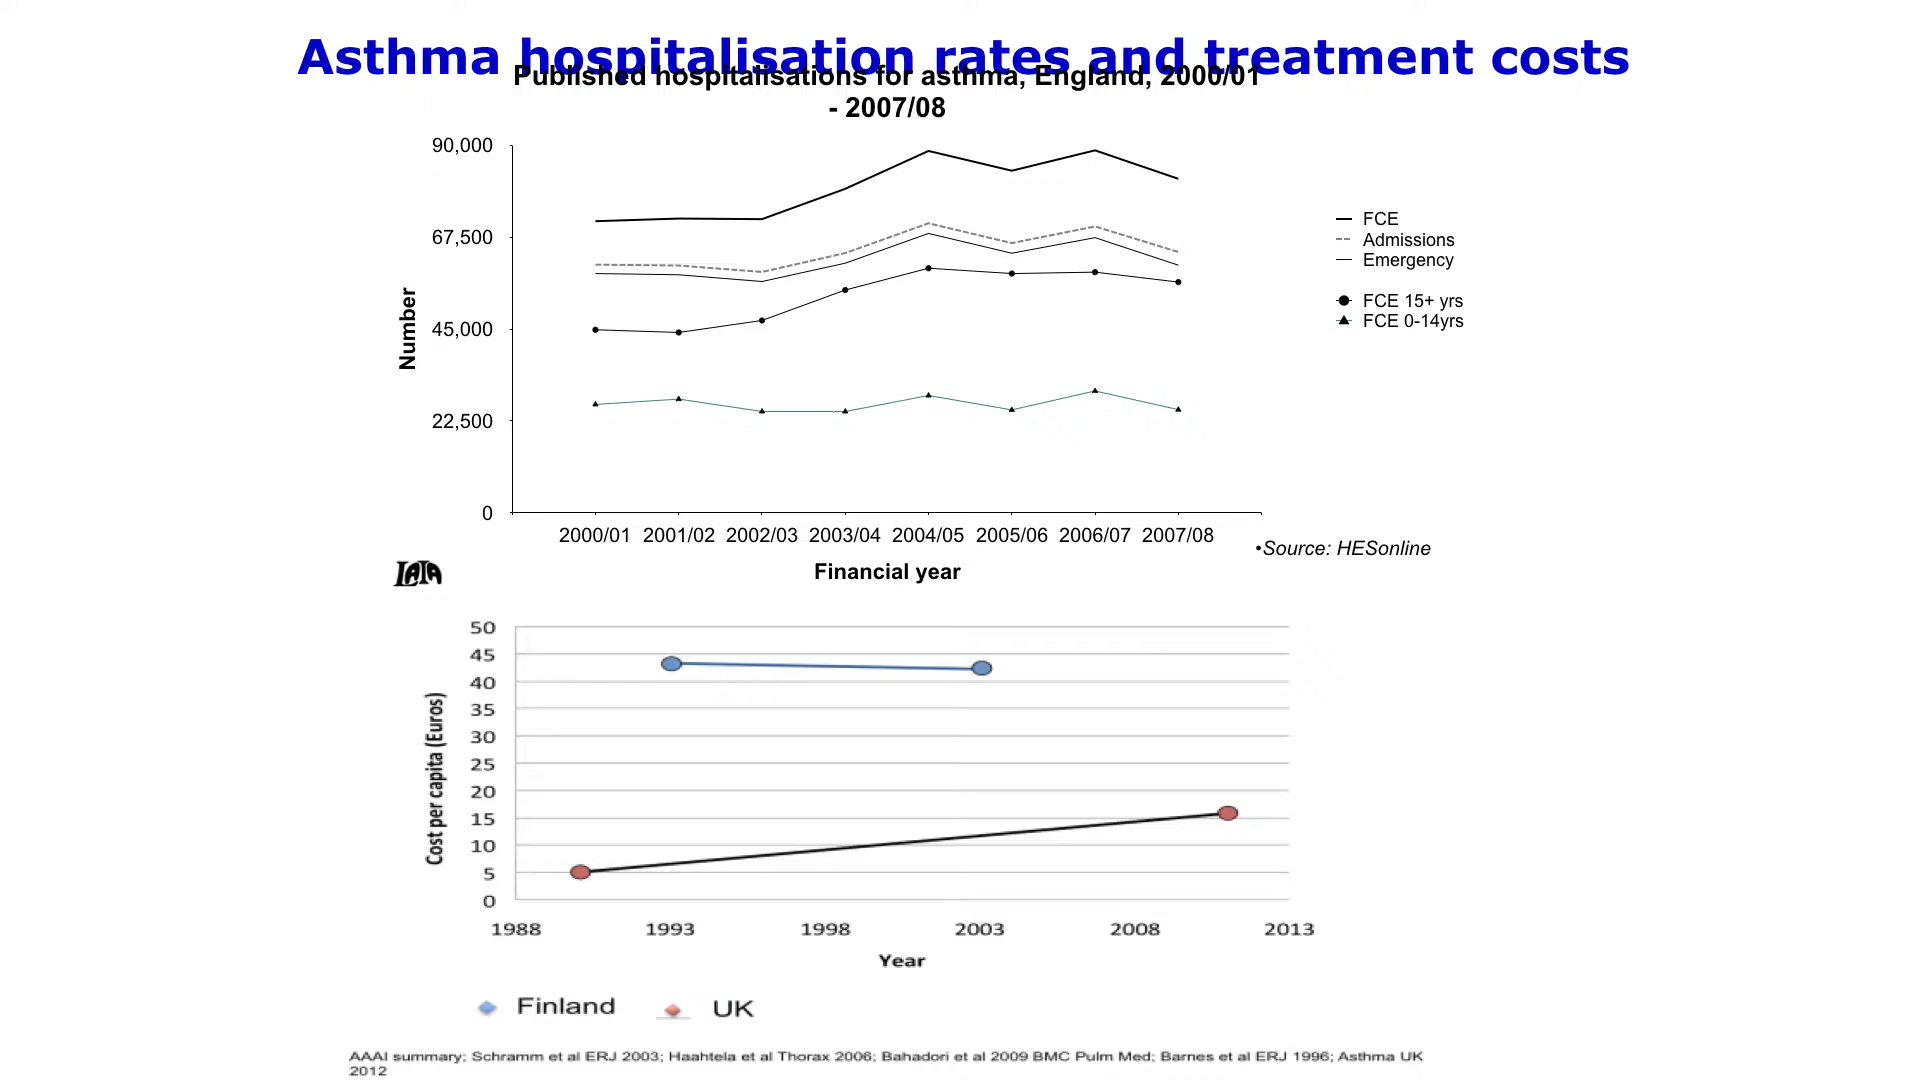 Asthma hospitalisation rates and treatment costs
Published hospitalisations for asthma, England, 2000/01
- 2007/08
90,000
67,500
45,000
22,500
0
Number
2000/01 2001/02 2002/03 2003/04 2004/05 2005/06 2006/07 2007/08
Financial year
FCE
Admissions
Emergency
FCE 15+ yrs
FCE 0-14yrs
•Source: HESonline
50
45
40
35
30
25
20
15
10
5
0
Cost per capita (Euros)
1988 1993 1998 2003 2008 2013
Year
Finland UK
AAAI summary; Schramm et al ERJ 2003; Haahtela et al Thorax 2006; Bahadori et al 2009 BMC Pulm Med; Barnes et al ERJ 1996; Asthma UK
2012